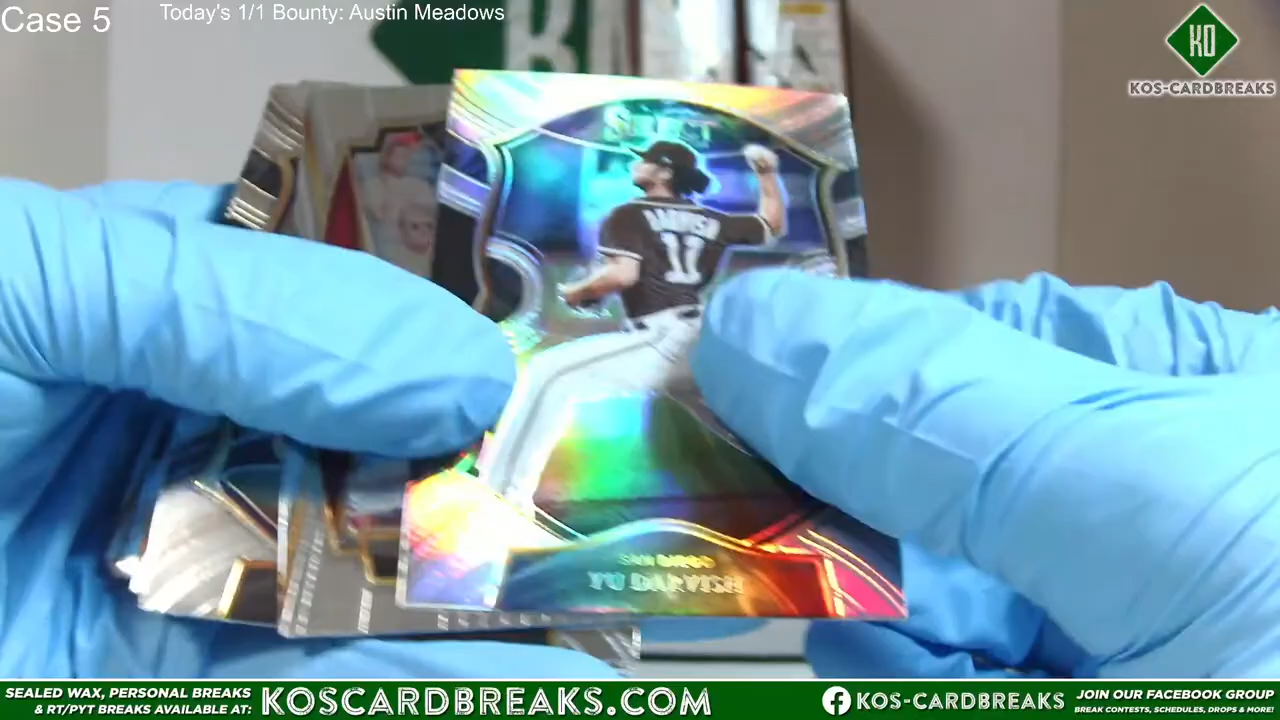 Case 5
Today's 1/1 Bounty: Austin Meadows
KO
KOS-CARDBREAKS
SELECT
DARVISH
11
SAN DIEGO
YU DARVISH
SEALED WAX, PERSONAL BREAKS
& RT/PYT BREAKS AVAILABLE AT:
KOSCARDBREAKS.COM
KOS-CARDBREAKS
JOIN OUR FACEBOOK GROUP
BREAK CONTESTS, SCHEDULES, DROPS & MORE!